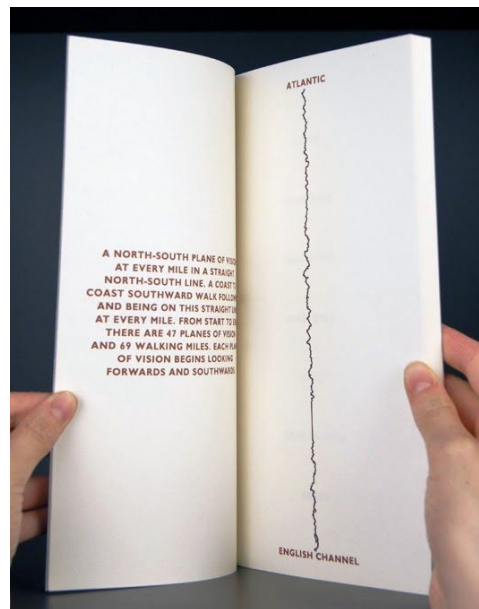 A NORTH-SOUTH PLANE OF
AT EVERY MILE IN A STRAIGHT
NORTH-SOUTH LINE. A COAST
COAST SOUTHWARD WALK
AND BEING ON THIS STRAIGHT
AT EVERY MILE. FROM START TO
THERE ARE 47 PLANES OF VISION
AND 69 WALKING MILES. EACH
OF VISION BEGINS LOOKING
FORWARDS AND SOUTHWARDS
ATLANTIC
ENGLISH CHANNEL